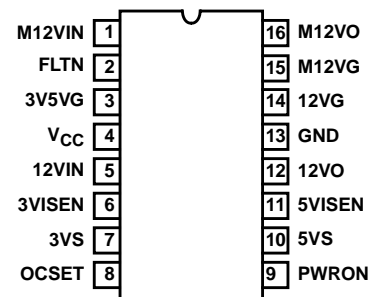 M12VIN 1 16 M12VO
FLTN 2 15 M12VG
3V5VG 3 14 12VG
VCC 4 13 GND
12VIN 5 12 12VO
3VISEN 6 11 5VISEN
3VS 7 10 5VS
OCSET 8 9 PWRON